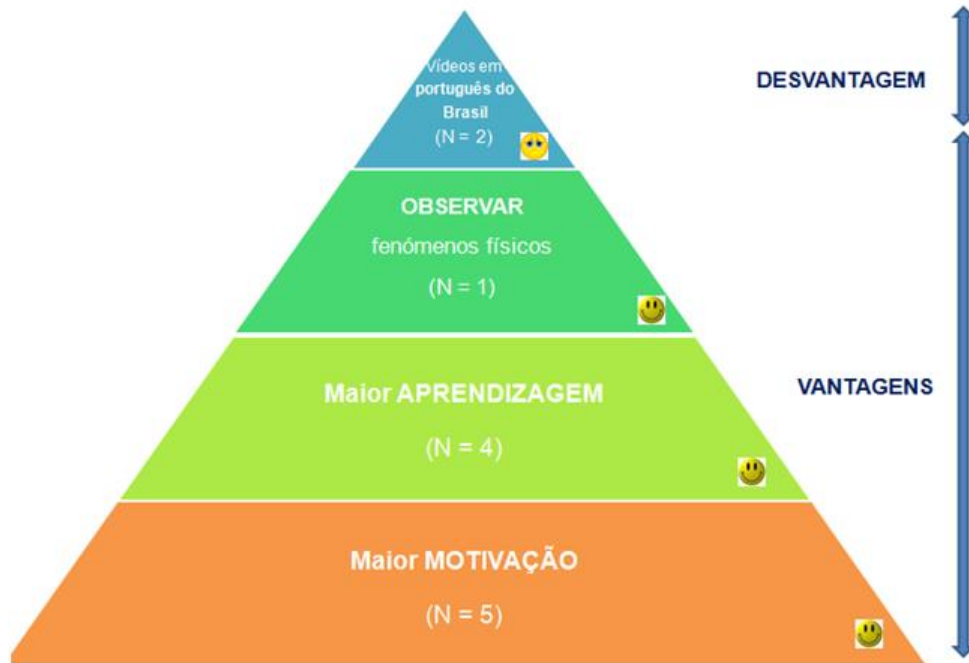 Vídeos em
português do
Brasil
(N = 2)
DESVANTAGEM
OBSERVAR
fenómenos físicos
(N = 1)
Maior APRENDIZAGEM
(N = 4)
VANTAGENS
Maior MOTIVAÇÃO
(N = 5)